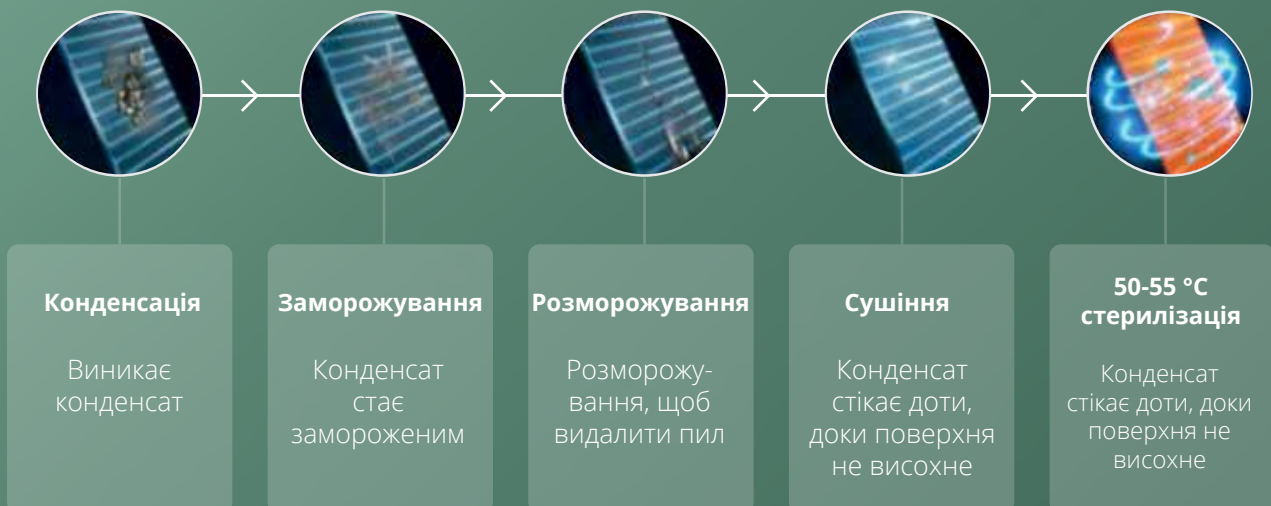 Конденсація
Виникає
конденсат
Заморожування
Конденсат
стає
замороженим
Розморожування
Розморожу-
вання, щоб
видалити пил
Сушіння
Конденсат
стікає доти,
доки поверхня
не висохне
50-55 °C
стерилізація
Конденсат
стікає доти, доки
поверхня не
висохне